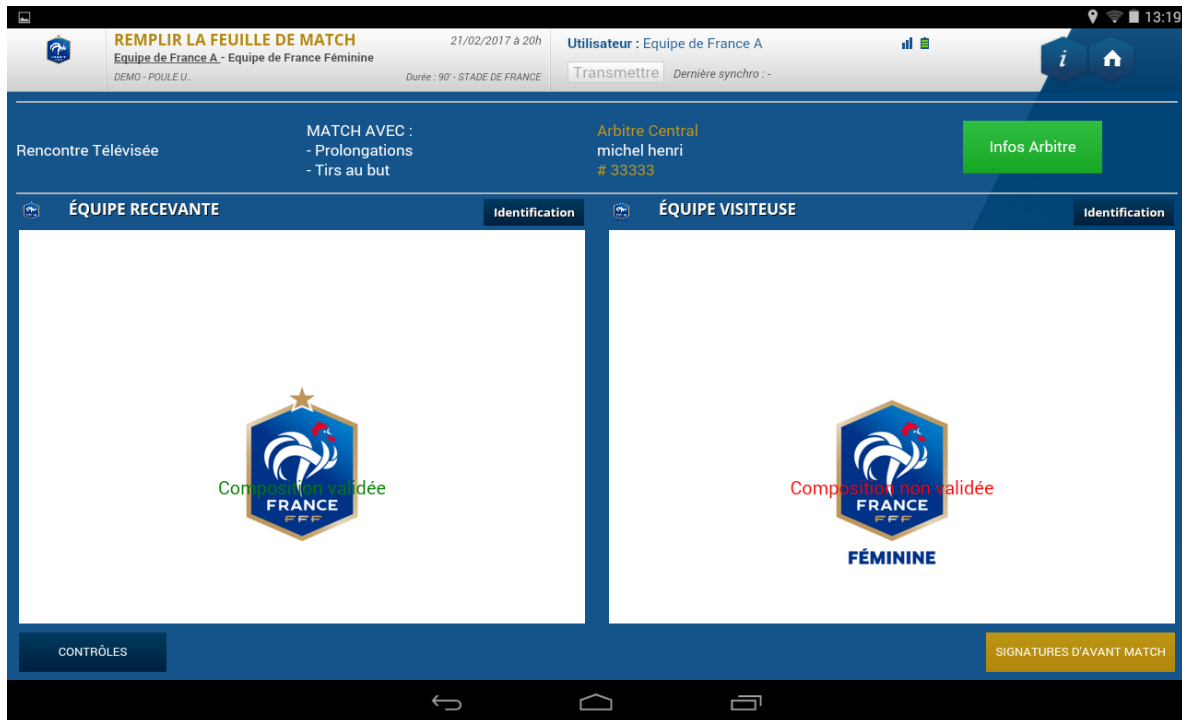 13:19
REMPLIR LA FEUILLE DE MATCH
21/02/2017 à 20h
Equipe de France A - Equipe de France Féminine
DEMO - POULE U..
Durée : 90' - STADE DE FRANCE
Utilisateur : Equipe de France A
Transmettre
Dernière synchro : -
i
Rencontre Télévisée
MATCH AVEC :
- Prolongations
- Tirs au but
Arbitre Central
michel henri
# 33333
Infos Arbitre
ÉQUIPE RECEVANTE
Identification
ÉQUIPE VISITEUSE
Identification
Composition validée
FRANCE
FFF
Composition non validée
FRANCE
FFF
FÉMININE
CONTRÔLES
SIGNATURES D'AVANT MATCH